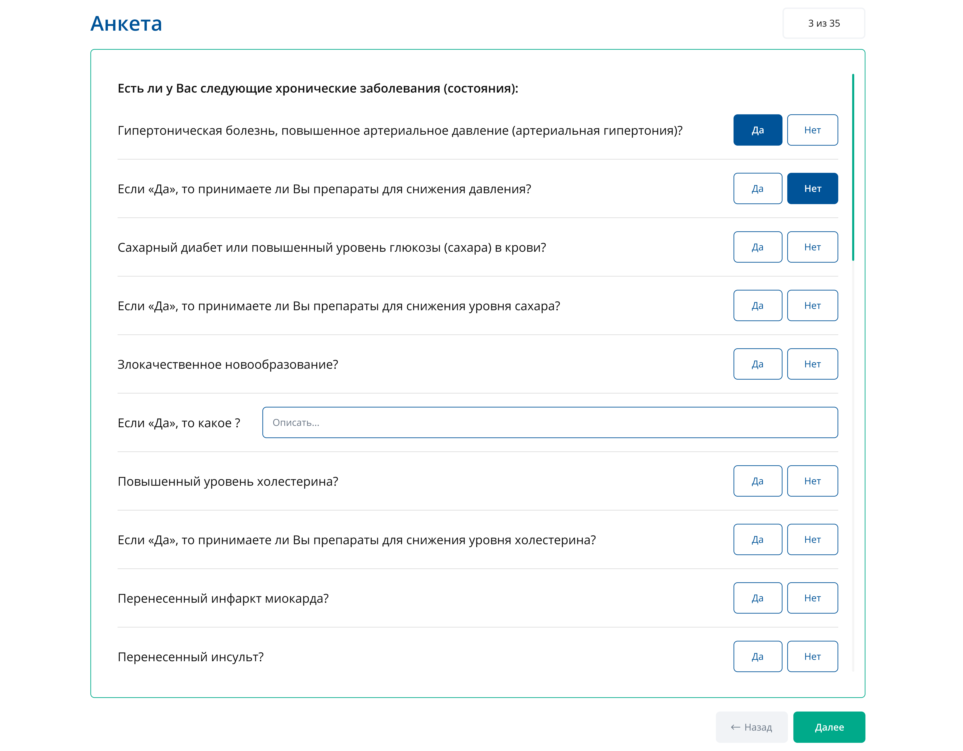 Анкета
3 из 35
Есть ли у Вас следующие хронические заболевания (состояния):
Гипертоническая болезнь, повышенное артериальное давление (артериальная гипертония)? Да Нет
Если «Да», то принимаете ли Вы препараты для снижения давления? Да Нет
Сахарный диабет или повышенный уровень глюкозы (сахара) в крови? Да Нет
Если «Да», то принимаете ли Вы препараты для снижения уровня сахара? Да Нет
Злокачественное новообразование? Да Нет
Если «Да», то какое ? Описать...
Повышенный уровень холестерина? Да Нет
Если «Да», то принимаете ли Вы препараты для снижения уровня холестерина? Да Нет
Перенесенный инфаркт миокарда? Да Нет
Перенесенный инсульт? Да Нет
← Назад Далее